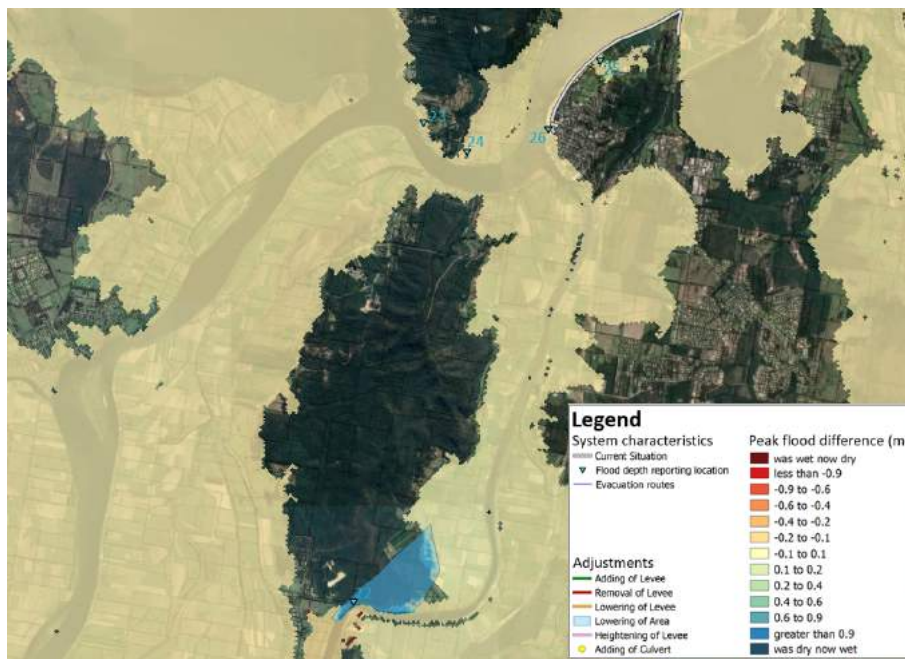 25
23
24
26
Legend
System characteristics
Current Situation
Flood depth reporting location
Evacuation routes
Adjustments
Adding of Levee
Removal of Levee
Lowering of Levee
Lowering of Area
Heightening of Levee
Adding of Culvert
Peak flood difference (m
was wet now dry
less than -0.9
-0.9 to -0.6
-0.6 to -0.4
-0.4 to -0.2
-0.2 to -0.1
-0.1 to 0.1
0.1 to 0.2
0.2 to 0.4
0.4 to 0.6
0.6 to 0.9
greater than 0.9
was dry now wet